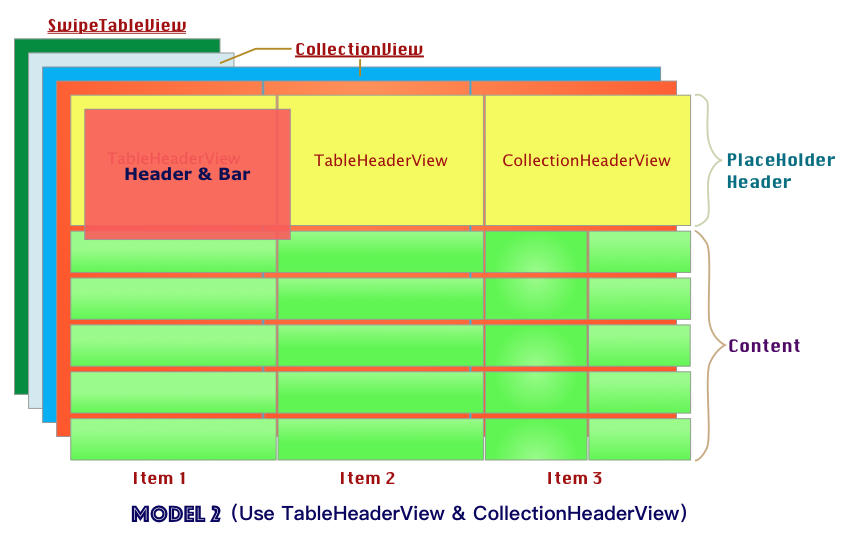 SwipeTableView
CollectionView
TableHeaderView
Header & Bar
TableHeaderView
CollectionHeaderView
PlaceHolder
Header
Content
Item 1
Item 2
Item 3
MODEL 2 (Use TableHeaderView & CollectionHeaderView)